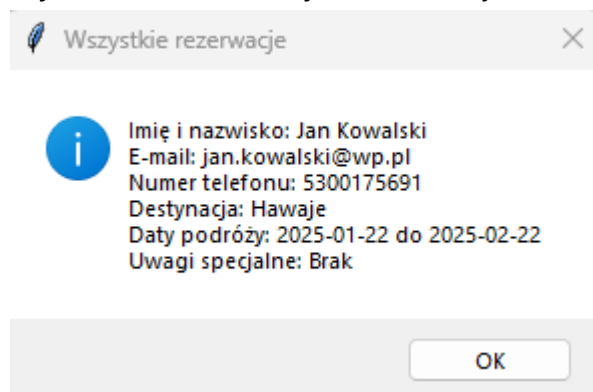 Wszystkie rezerwacje
Imię i nazwisko: Jan Kowalski
E-mail: jan.kowalski@wp.pl
Numer telefonu: 5300175691
Destynacja: Hawaje
Daty podróży: 2025-01-22 do 2025-02-22
Uwagi specjalne: Brak
OK